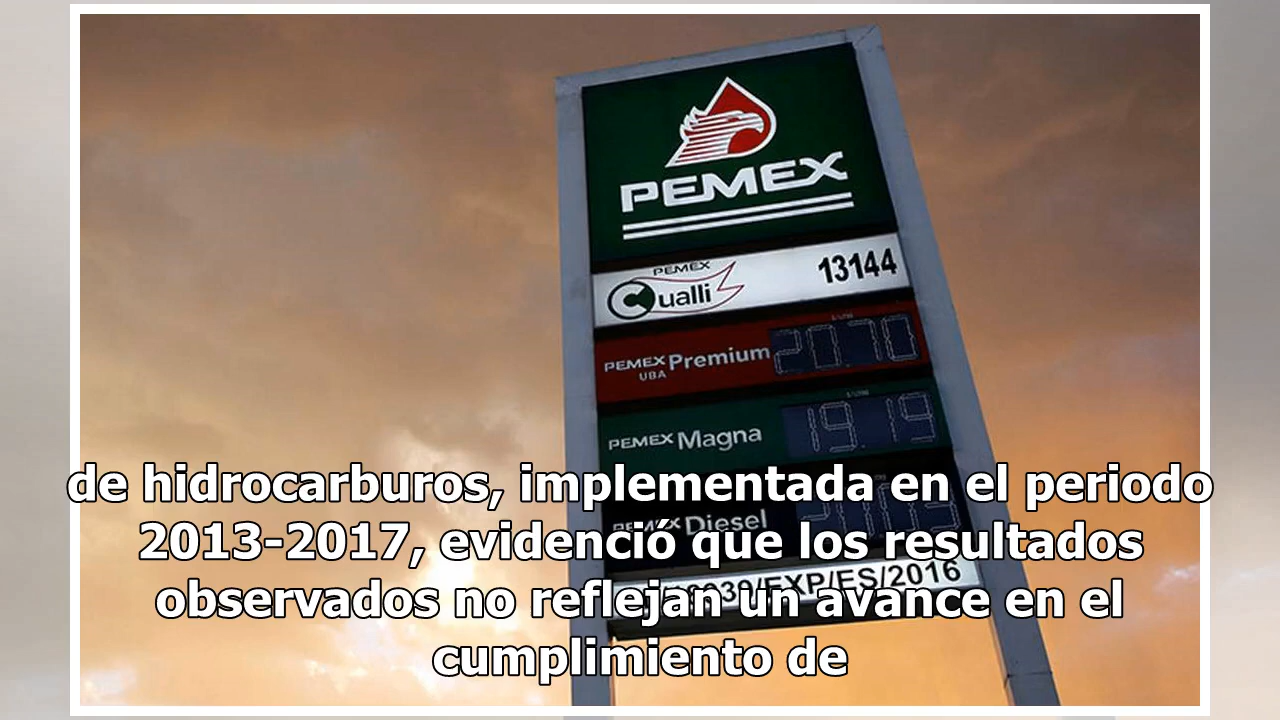 PEMEX
PEMEX
Cualli
13144
PEMEX Premium
UBA
20.70
PEMEX Magna
19.19
PEMEX Diesel
/EXP/ES/2016
de hidrocarburos, implementada en el periodo
2013-2017, evidenció que los resultados
observados no reflejan un avance en el
cumplimiento de